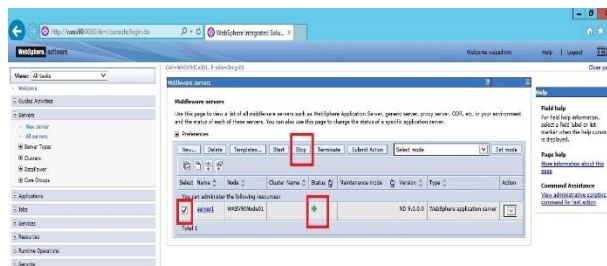 http://wasv90:9060/ibm/console/login.do
WebSphere Integrated Solu...
WebSphere. software
Welcome wasadmin
Help | Logout
Cell=WASV90Cell01, Profile=Dmgr01
Close page
View: All tasks
Middleware servers
Welcome
Guided Activities
Servers
New server
All servers
Server Types
Clusters
DataPower
Core Groups
Applications
Jobs
Services
Resources
Runtime Operations
Security
Middleware servers
Use this page to view a list of all middleware servers such as WebSphere Application Server, generic server, proxy server, ODR, etc. in your environment
and the status of each of these servers. You can also use this page to change the status of a specific application server.
Preferences
New... Delete Templates... Start Stop Terminate Submit Action Select mode Set mode
Select Name Node Cluster Name Status Maintenance mode Version Type Action
You can administer the following resources:
server1 WASV90Node01 ND 9.0.0.0 WebSphere application server
Total 1
Help
Field help
For field help information,
select a field label or list
marker when the help cursor
is displayed.
Page help
More information about this
page
Command Assistance
View administrative scripting
command for last action